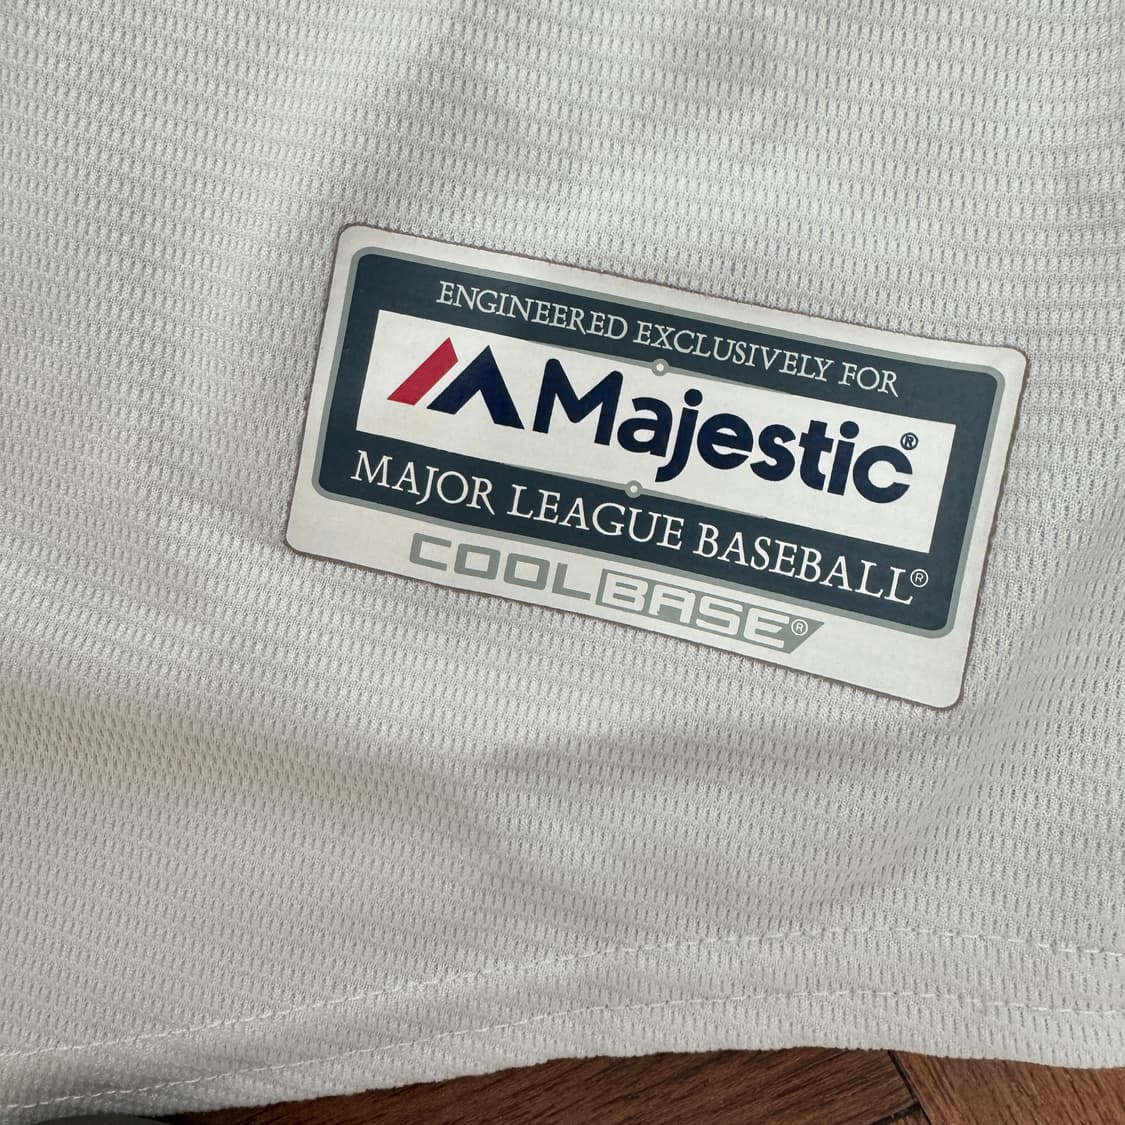 ENGINEERED EXCLUSIVELY FOR
Majestic®
MAJOR LEAGUE BASEBALL®
COOLBASE®